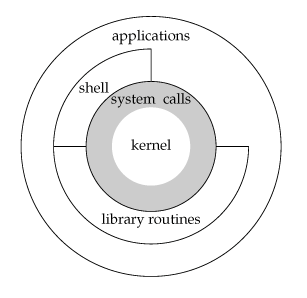 applications
shell
system calls
kernel
library routines